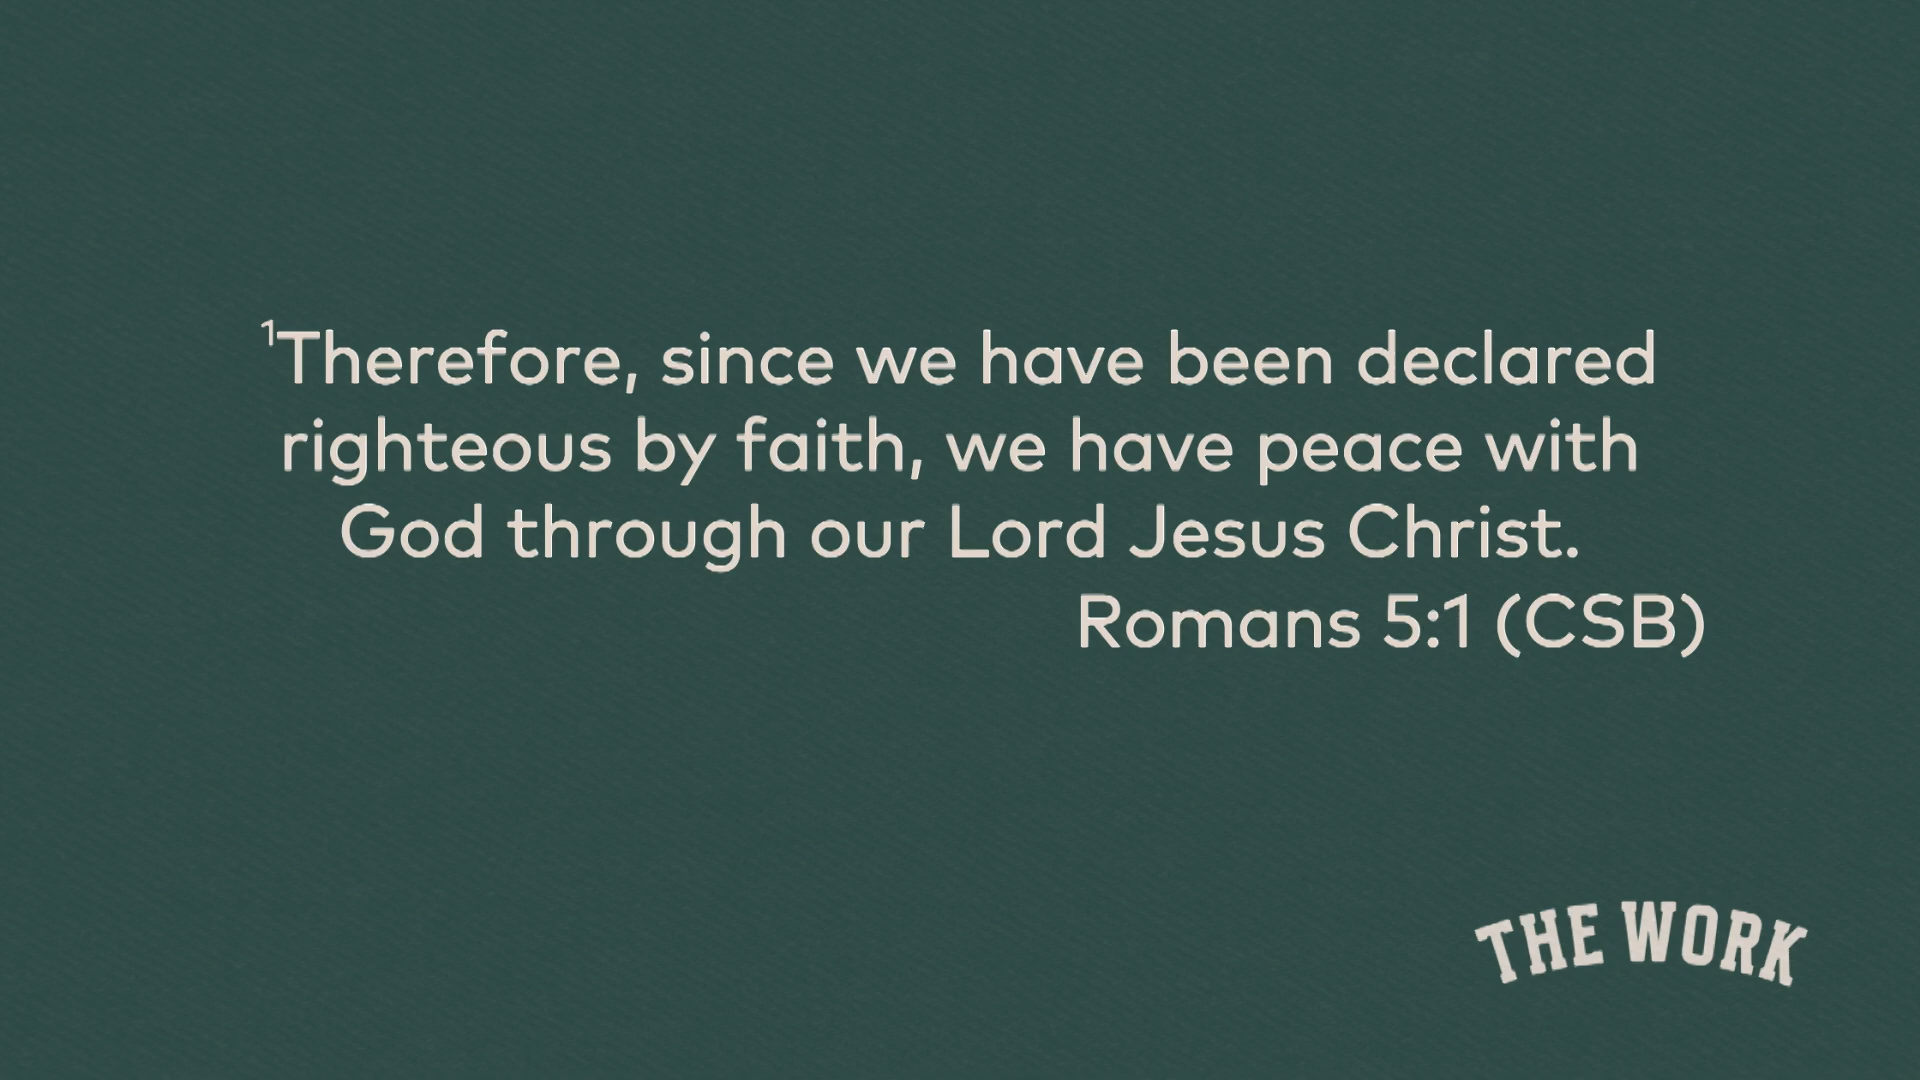 ¹Therefore, since we have been declared
righteous by faith, we have peace with
God through our Lord Jesus Christ.
Romans 5:1 (CSB)
THE WORK